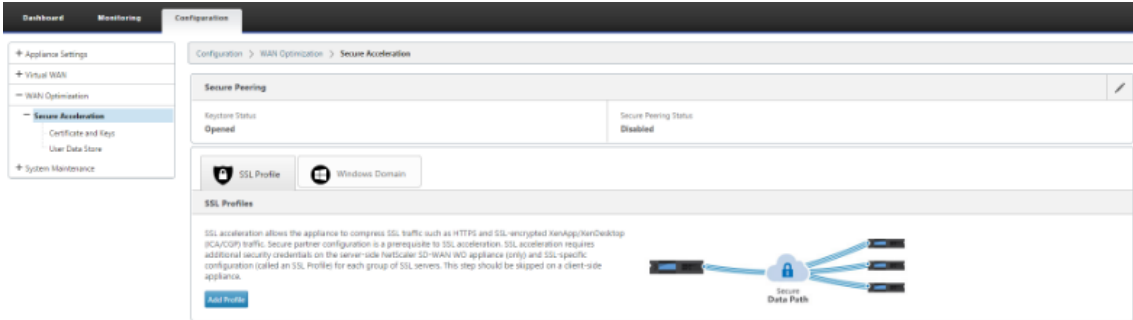 Dashboard Monitoring Configuration
+ Appliance Settings
+ Virtual WAN
− WAN Optimization
− Secure Acceleration
Certificate and Keys
User Data Store
+ System Maintenance
Configuration > WAN Optimization > Secure Acceleration
Secure Peering
Keystore Status
Opened
Secure Peering Status
Disabled
SSL Profile
Windows Domain
SSL Profiles
SSL acceleration allows the appliance to compress SSL traffic such as HTTPS and SSL-encrypted XenApp/XenDesktop
(ICA/CGP) traffic. Secure partner configuration is a prerequisite to SSL acceleration. SSL acceleration requires
additional security credentials on the server-side NetScaler SD-WAN WO appliance (only) and SSL-specific
configuration (called an SSL Profile) for each group of SSL servers. This step should be skipped on a client-side
appliance.
Add Profile
Secure
Data Path